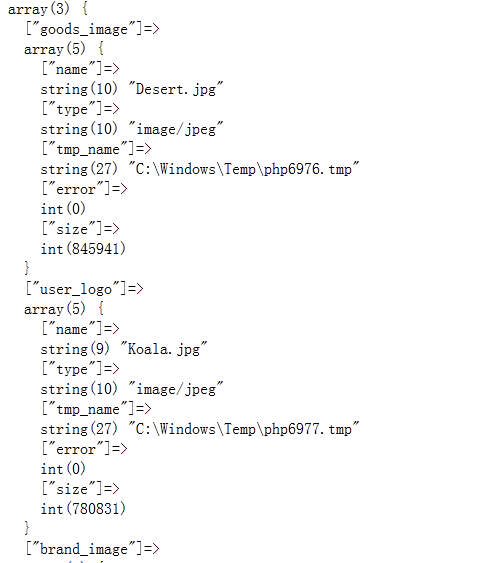 array(3) {
  ["goods_image"]=>
  array(5) {
    ["name"]=>
    string(10) "Desert.jpg"
    ["type"]=>
    string(10) "image/jpeg"
    ["tmp_name"]=>
    string(27) "C:\Windows\Temp\php6976.tmp"
    ["error"]=>
    int(0)
    ["size"]=>
    int(845941)
  }
  ["user_logo"]=>
  array(5) {
    ["name"]=>
    string(9) "Koala.jpg"
    ["type"]=>
    string(10) "image/jpeg"
    ["tmp_name"]=>
    string(27) "C:\Windows\Temp\php6977.tmp"
    ["error"]=>
    int(0)
    ["size"]=>
    int(780831)
  }
  ["brand_image"]=>